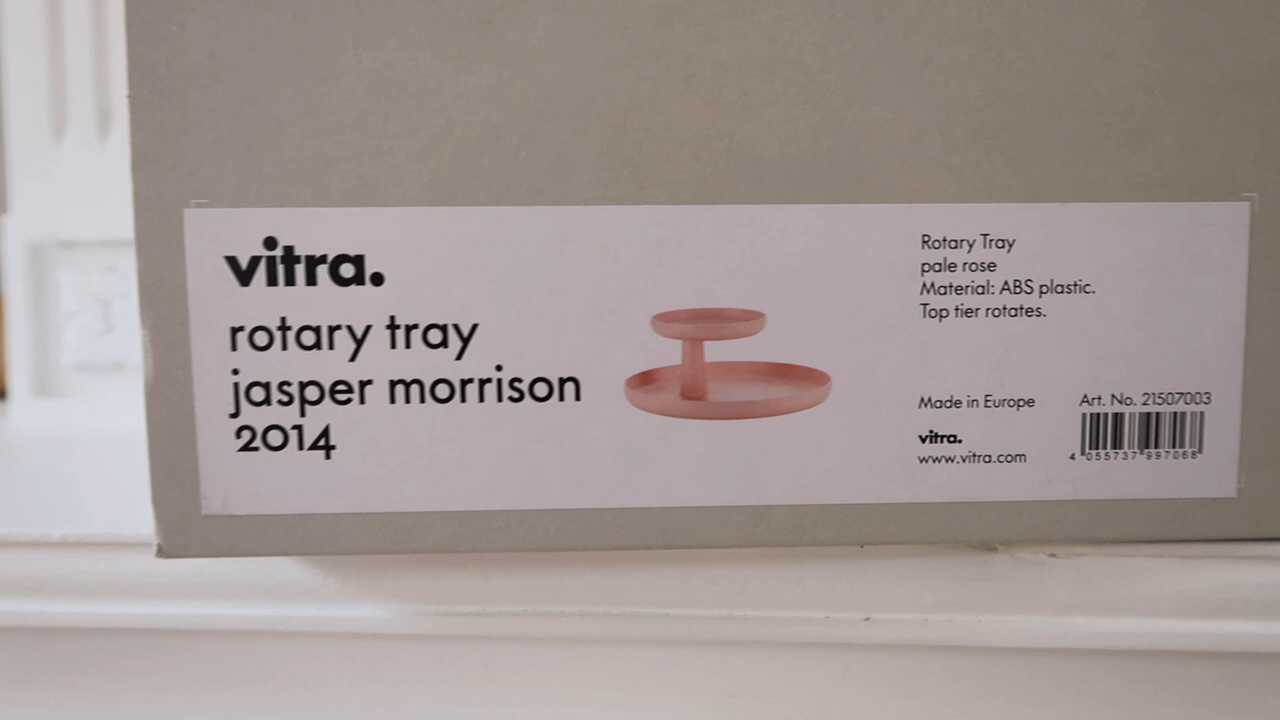 vitra.
rotary tray
jasper morrison
2014
Rotary Tray
pale rose
Material: ABS plastic.
Top tier rotates.
Made in Europe
vitra.
www.vitra.com
Art. No. 21507003
4 055737 997068